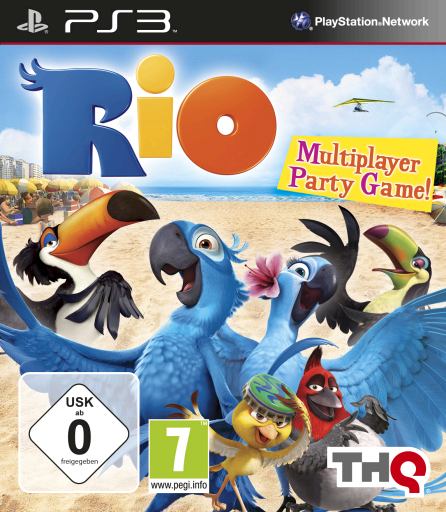 PS3
PlayStation®Network
Rio
Multiplayer
Party Game!
USK
ab
0
freigegeben
7
www.pegi.info
THQ